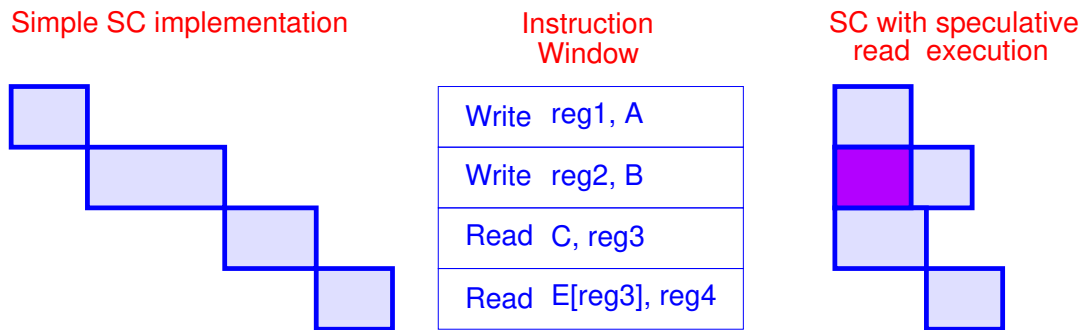 Simple SC implementation
Instruction
Window
SC with speculative
read execution
Write reg1, A
Write reg2, B
Read C, reg3
Read E[reg3], reg4